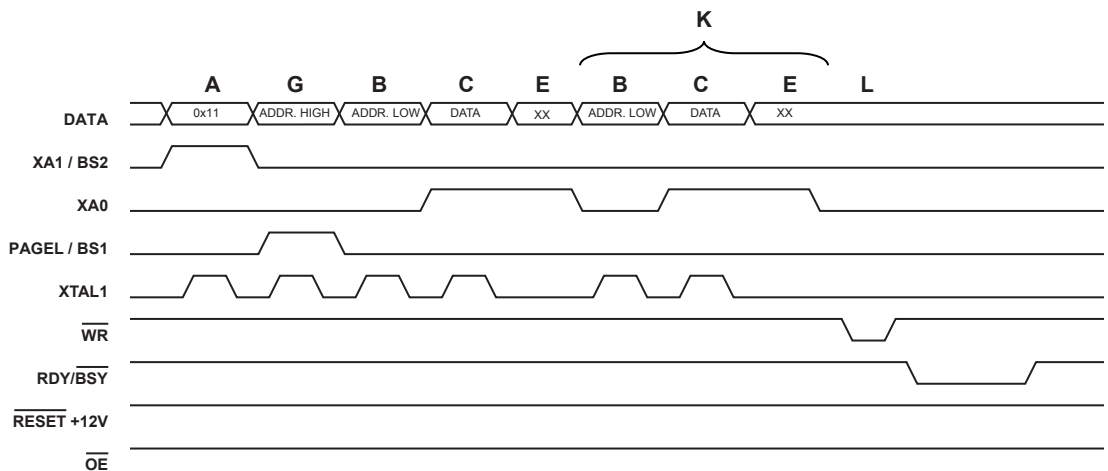 K
A G B C E B C E L
DATA 0x11 ADDR. HIGH ADDR. LOW DATA XX ADDR. LOW DATA XX
XA1 / BS2
XA0
PAGEL / BS1
XTAL1
WR
RDY/BSY
RESET +12V
OE